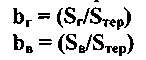 bг = (Sг/Sтер)
bв = (Sв/Sтер)